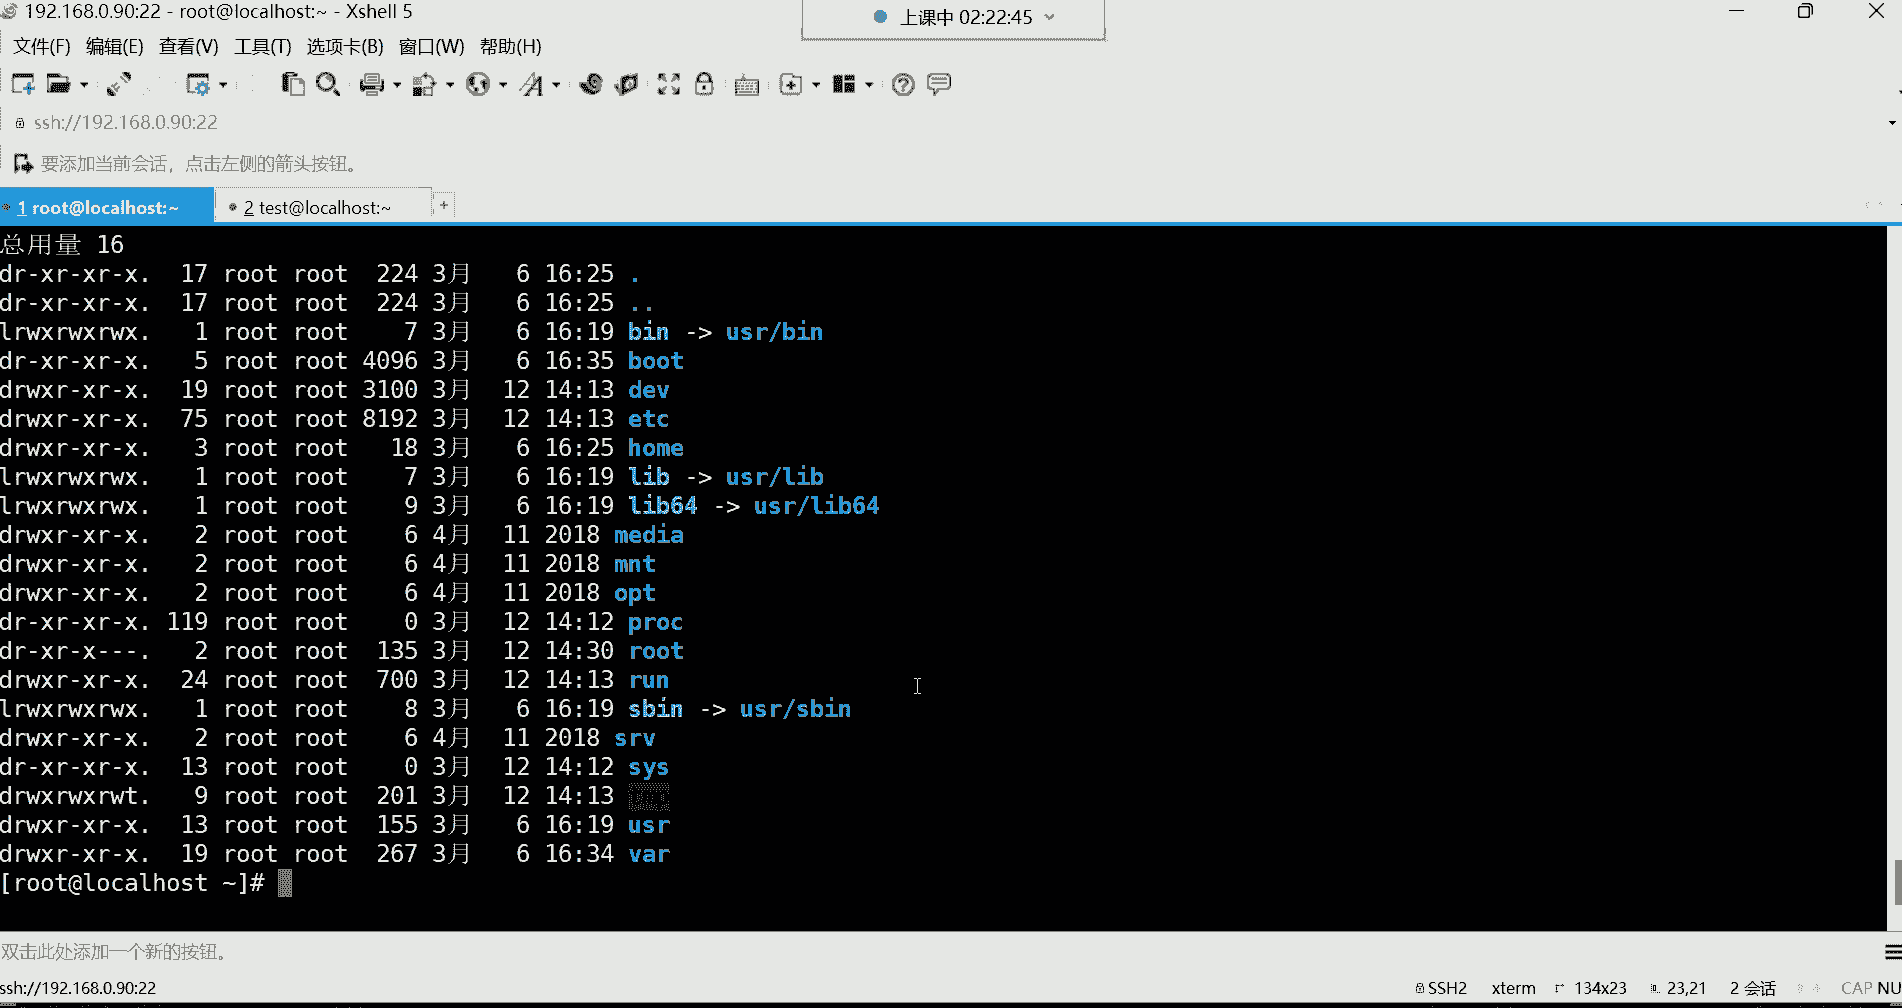 192.168.0.90:22 - root@localhost:~ - Xshell 5
上课中 02:22:45
文件(F) 编辑(E) 查看(V) 工具(T) 选项卡(B) 窗口(W) 帮助(H)
ssh://192.168.0.90:22
要添加当前会话，点击左侧的箭头按钮。
1 root@localhost:~ 2 test@localhost:~ +
总用量 16
dr-xr-xr-x. 17 root root 224 3月 6 16:25 .
dr-xr-xr-x. 17 root root 224 3月 6 16:25 ..
lrwxrwxrwx. 1 root root 7 3月 6 16:19 bin -> usr/bin
dr-xr-xr-x. 5 root root 4096 3月 6 16:35 boot
drwxr-xr-x. 19 root root 3100 3月 12 14:13 dev
drwxr-xr-x. 75 root root 8192 3月 12 14:13 etc
drwxr-xr-x. 3 root root 18 3月 6 16:25 home
lrwxrwxrwx. 1 root root 7 3月 6 16:19 lib -> usr/lib
lrwxrwxrwx. 1 root root 9 3月 6 16:19 lib64 -> usr/lib64
drwxr-xr-x. 2 root root 6 4月 11 2018 media
drwxr-xr-x. 2 root root 6 4月 11 2018 mnt
drwxr-xr-x. 2 root root 6 4月 11 2018 opt
dr-xr-xr-x. 119 root root 0 3月 12 14:12 proc
dr-xr-x---. 2 root root 135 3月 12 14:30 root
drwxr-xr-x. 24 root root 700 3月 12 14:13 run
lrwxrwxrwx. 1 root root 8 3月 6 16:19 sbin -> usr/sbin
drwxr-xr-x. 2 root root 6 4月 11 2018 srv
dr-xr-xr-x. 13 root root 0 3月 12 14:12 sys
drwxrwxrwt. 9 root root 201 3月 12 14:13
drwxr-xr-x. 13 root root 155 3月 6 16:19 usr
drwxr-xr-x. 19 root root 267 3月 6 16:34 var
[root@localhost ~]#
双击此处添加一个新的按钮。
ssh://192.168.0.90:22 SSH2 xterm 134x23 23,21 2 会话 CAP NU